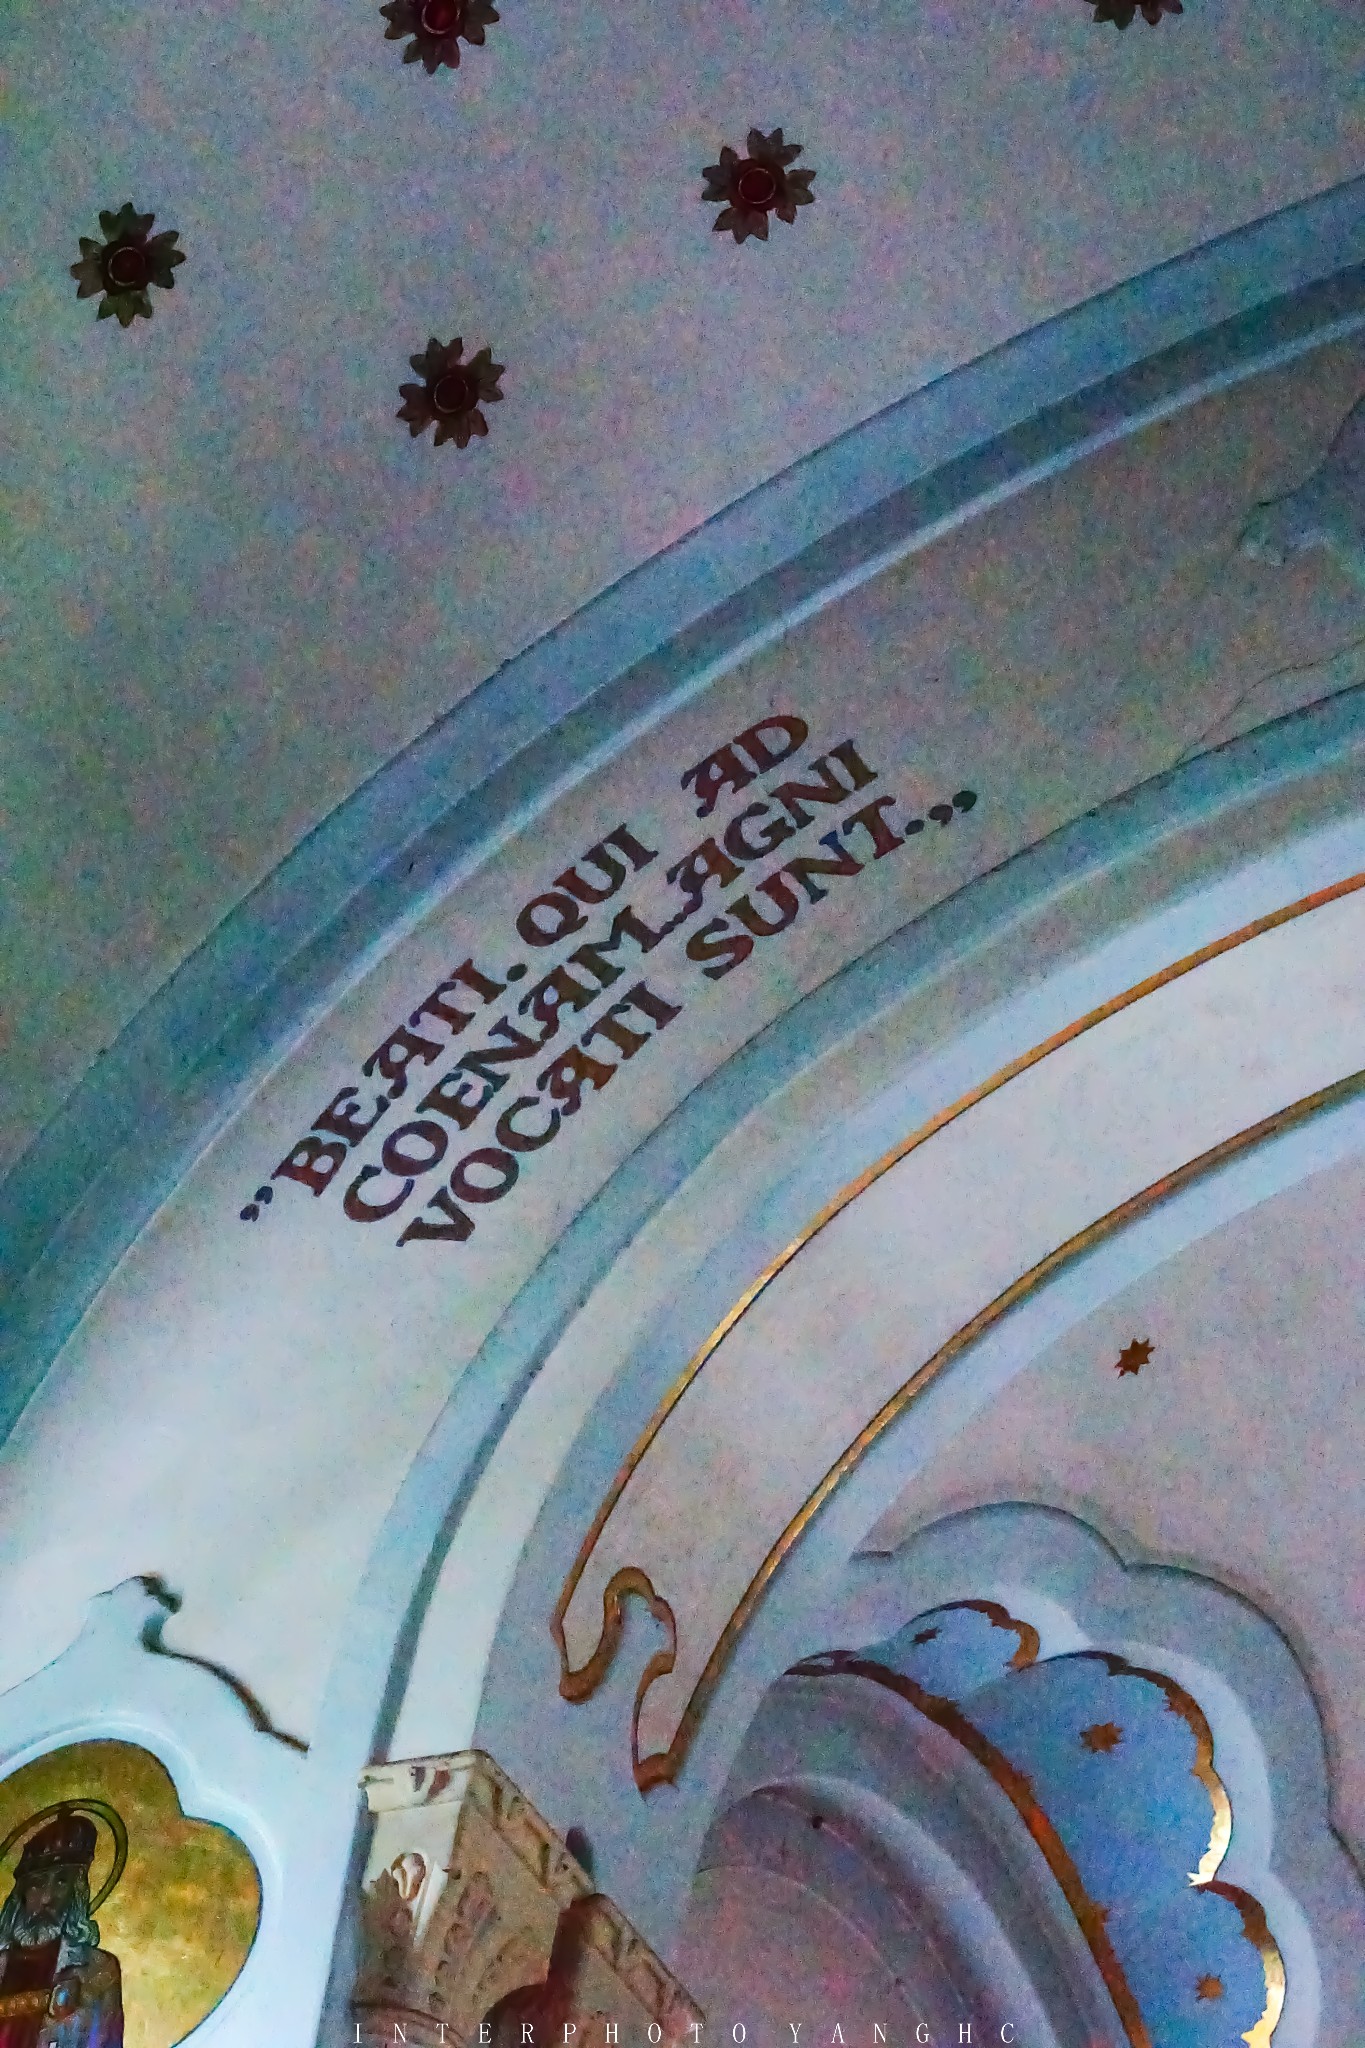 „BEATI. QUI AD
COENAM AGNI
VOCATI SUNT.”
INTERPHOTO YANGHC